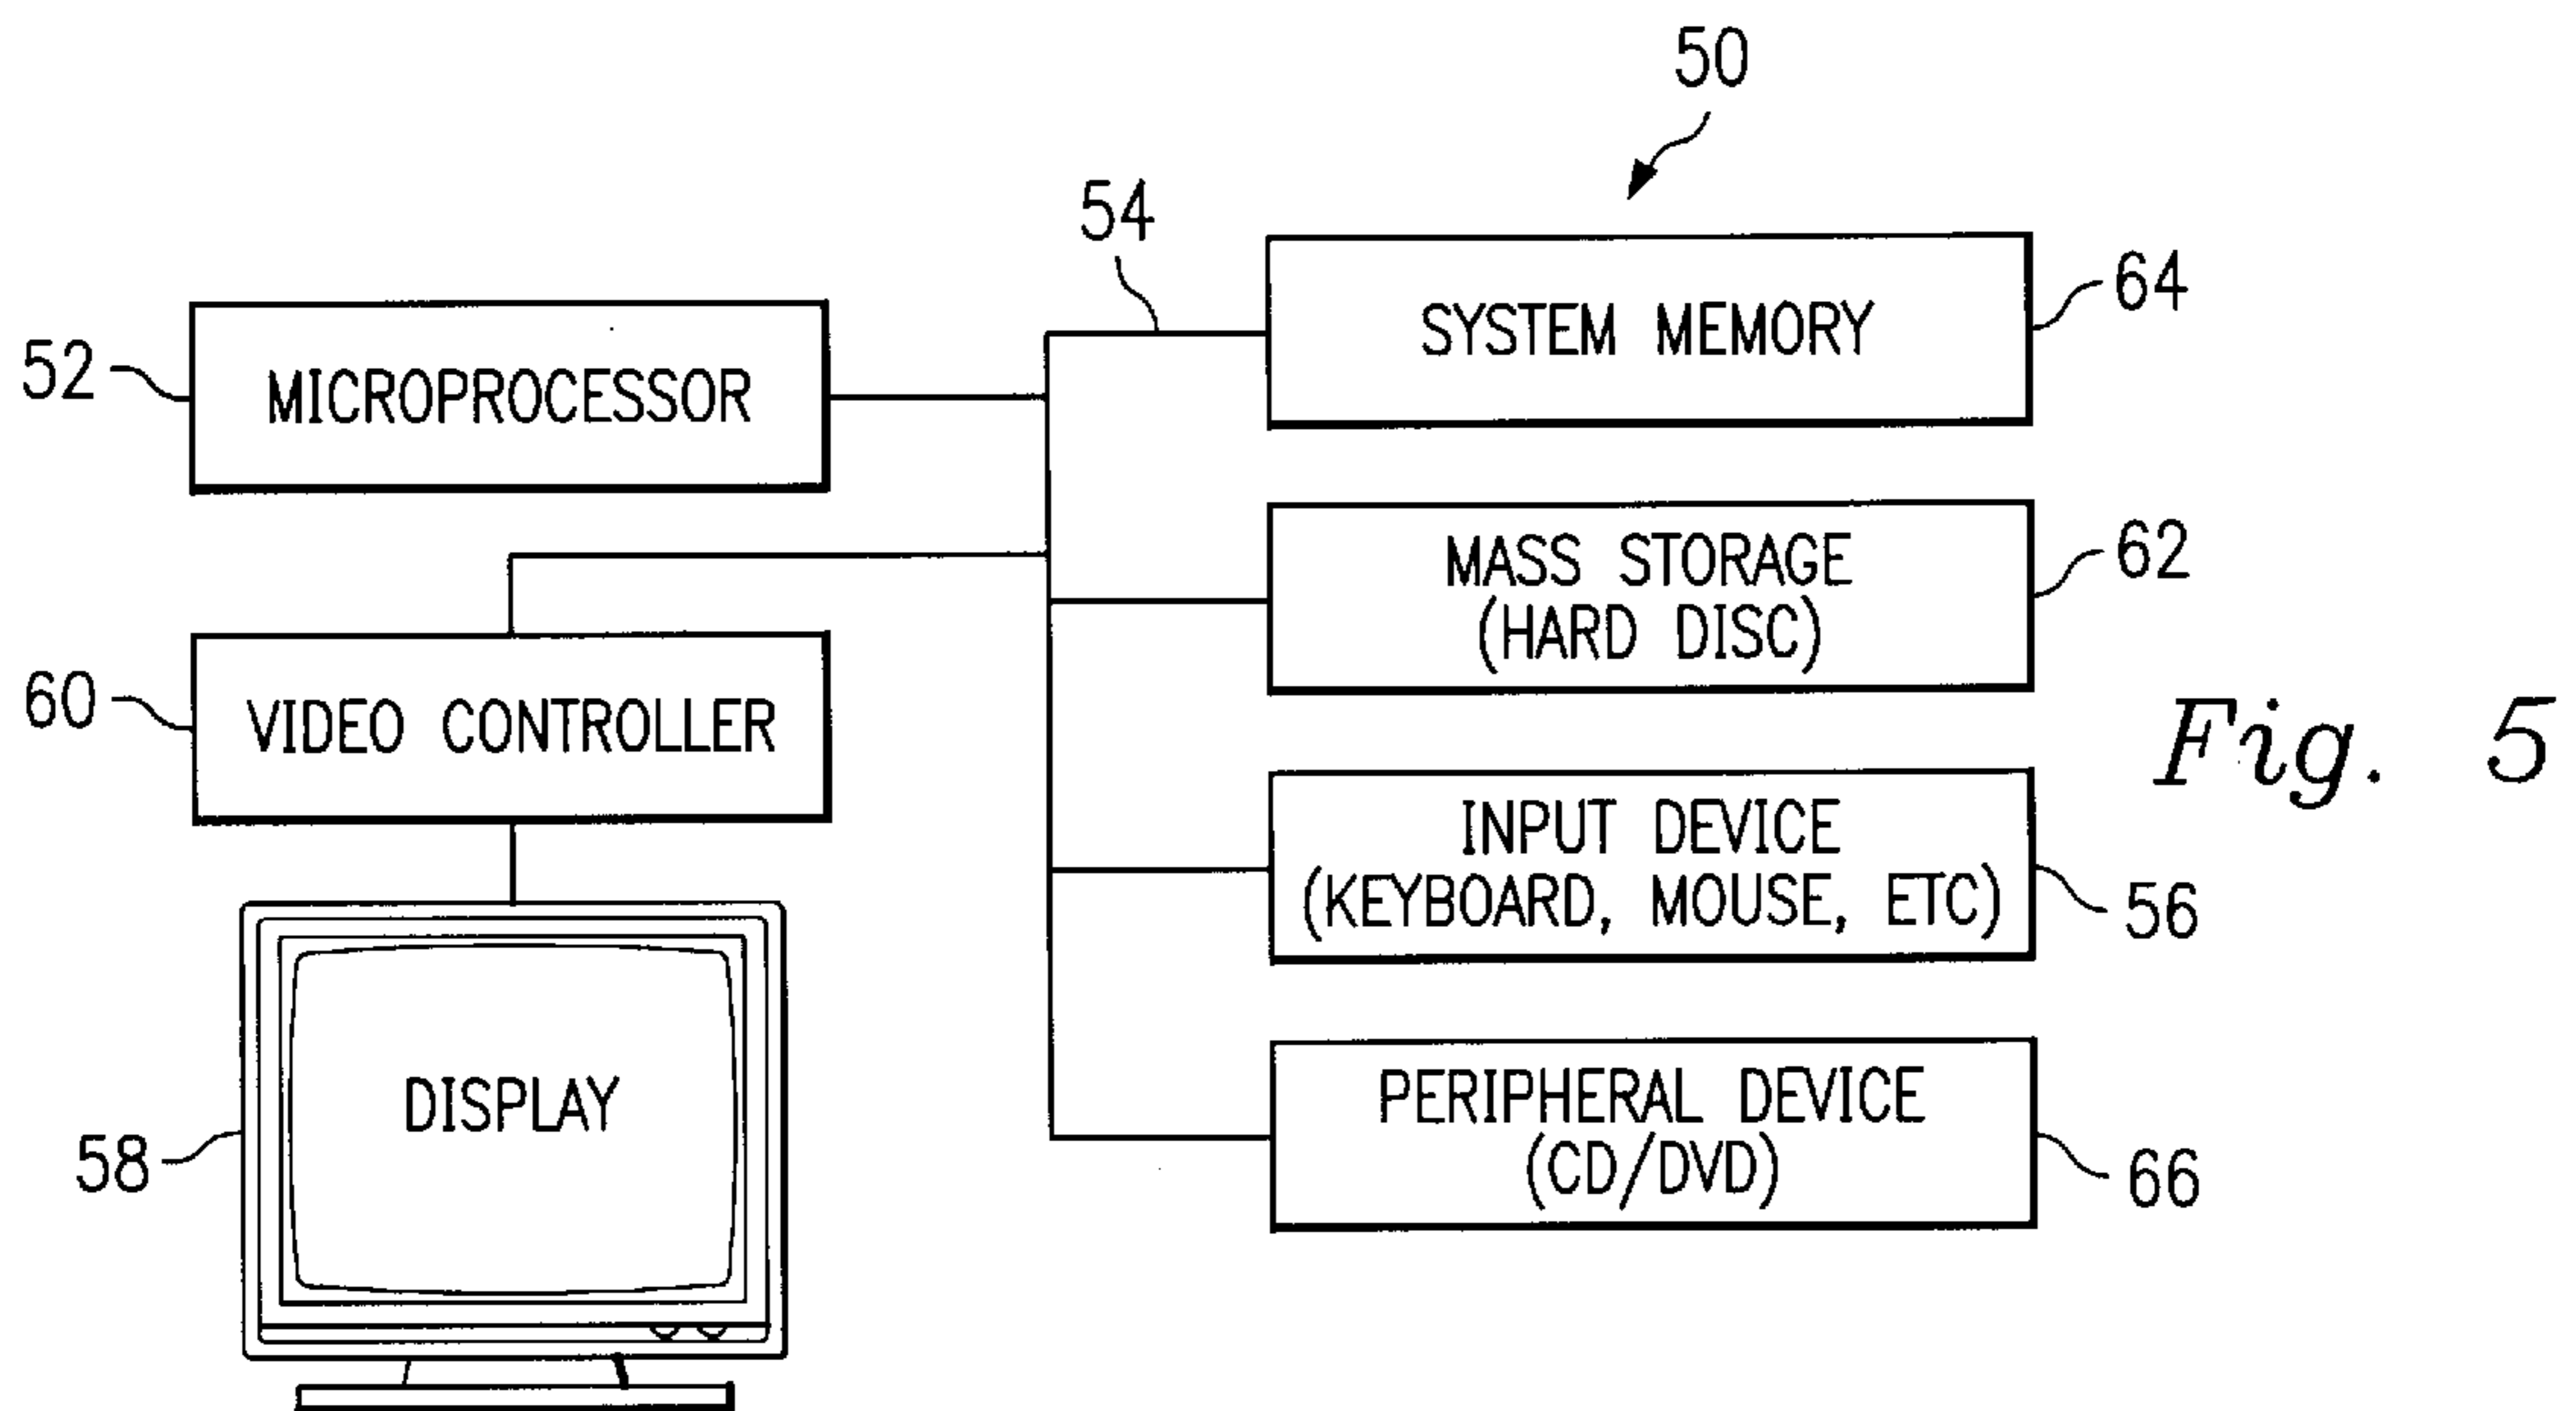 50
54
SYSTEM MEMORY
64
52
MICROPROCESSOR
MASS STORAGE
(HARD DISC)
62
60
VIDEO CONTROLLER
Fig. 5
INPUT DEVICE
(KEYBOARD, MOUSE, ETC)
56
DISPLAY
58
PERIPHERAL DEVICE
(CD/DVD)
66